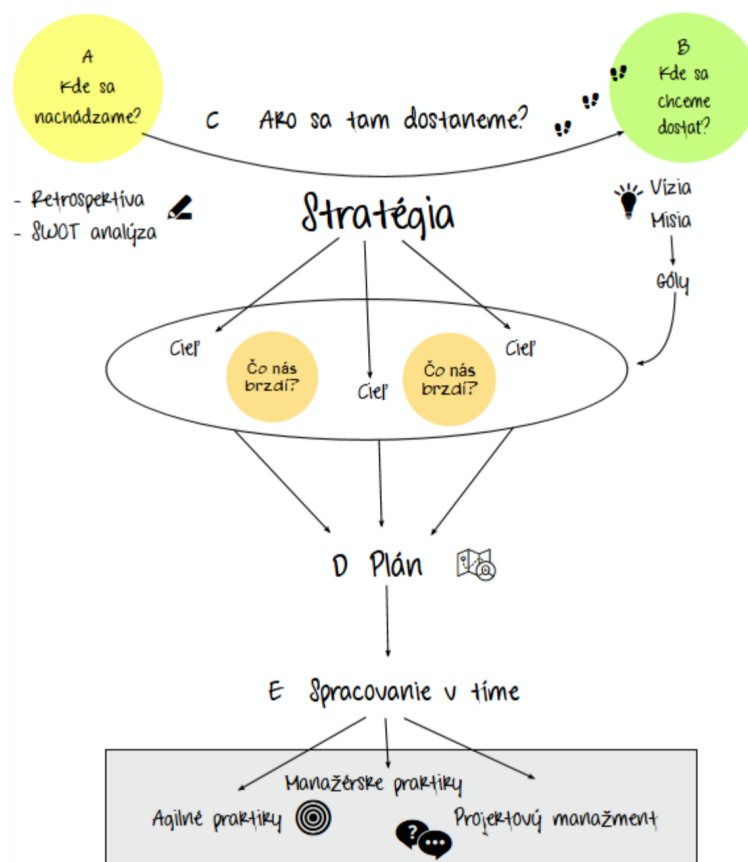 A
Kde sa
nachádzame?
B
Kde sa
chceme
dostať?
C Ako sa tam dostaneme?
- Retrospektíva
- SWOT analýza
Stratégia
Vízia
Misia
Góly
Cieľ
Čo nás
brzdí?
Cieľ
Čo nás
brzdí?
Cieľ
D Plán
E Spracovanie v tíme
Manažérske praktiky
Agilné praktiky
Projektový manažment
?
...